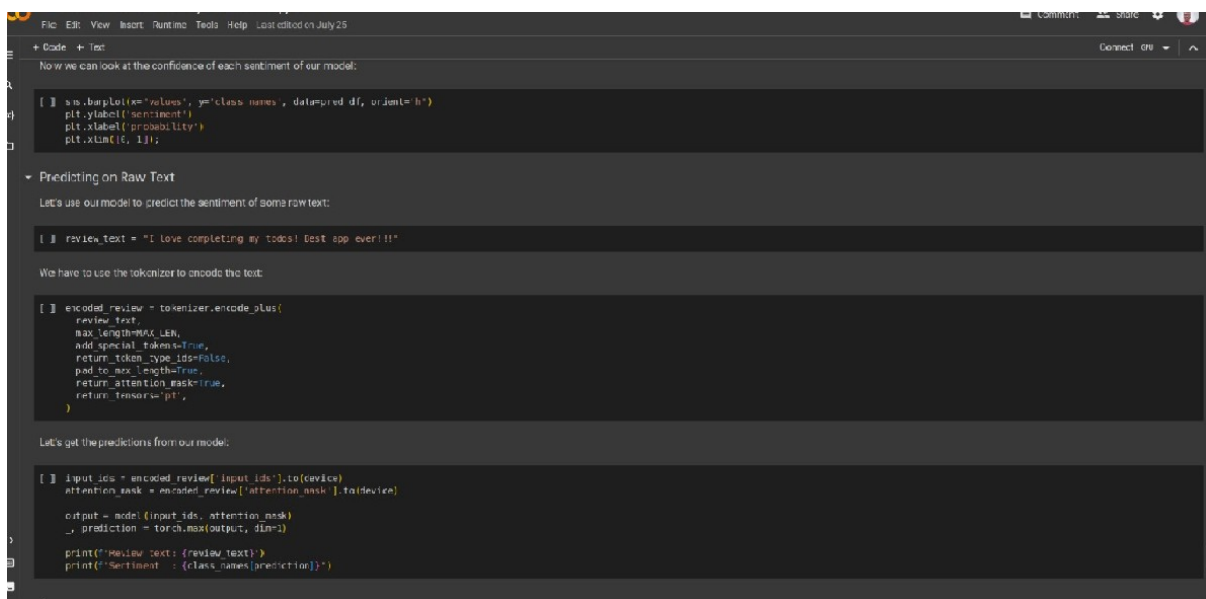 File Edit View Insert Runtime Tools Help Last edited on July 25
Comment Share
+ Code + Text
Connect GPU
Now we can look at the confidence of each sentiment of our model:
[ ] sns.barplot(x="values", y="class_names", data=pred_df, orient="h")
plt.ylabel('sentiment')
plt.xlabel('probability')
plt.xlim([0, 1]);
Predicting on Raw Text
Let's use our model to predict the sentiment of some raw text:
[ ] review_text = "I love completing my todos! Best app ever!!!"
We have to use the tokenizer to encode the text:
[ ] encoded_review = tokenizer.encode_plus(
review_text,
max_length=MAX_LEN,
add_special_tokens=True,
return_token_type_ids=False,
pad_to_max_length=True,
return_attention_mask=True,
return_tensors='pt',
)
Let's get the predictions from our model:
[ ] input_ids = encoded_review['input_ids'].to(device)
attention_mask = encoded_review['attention_mask'].to(device)
output = model(input_ids, attention_mask)
_, prediction = torch.max(output, dim=1)
print(f'Review text: {review_text}')
print(f'Sentiment  : {class_names[prediction]}')